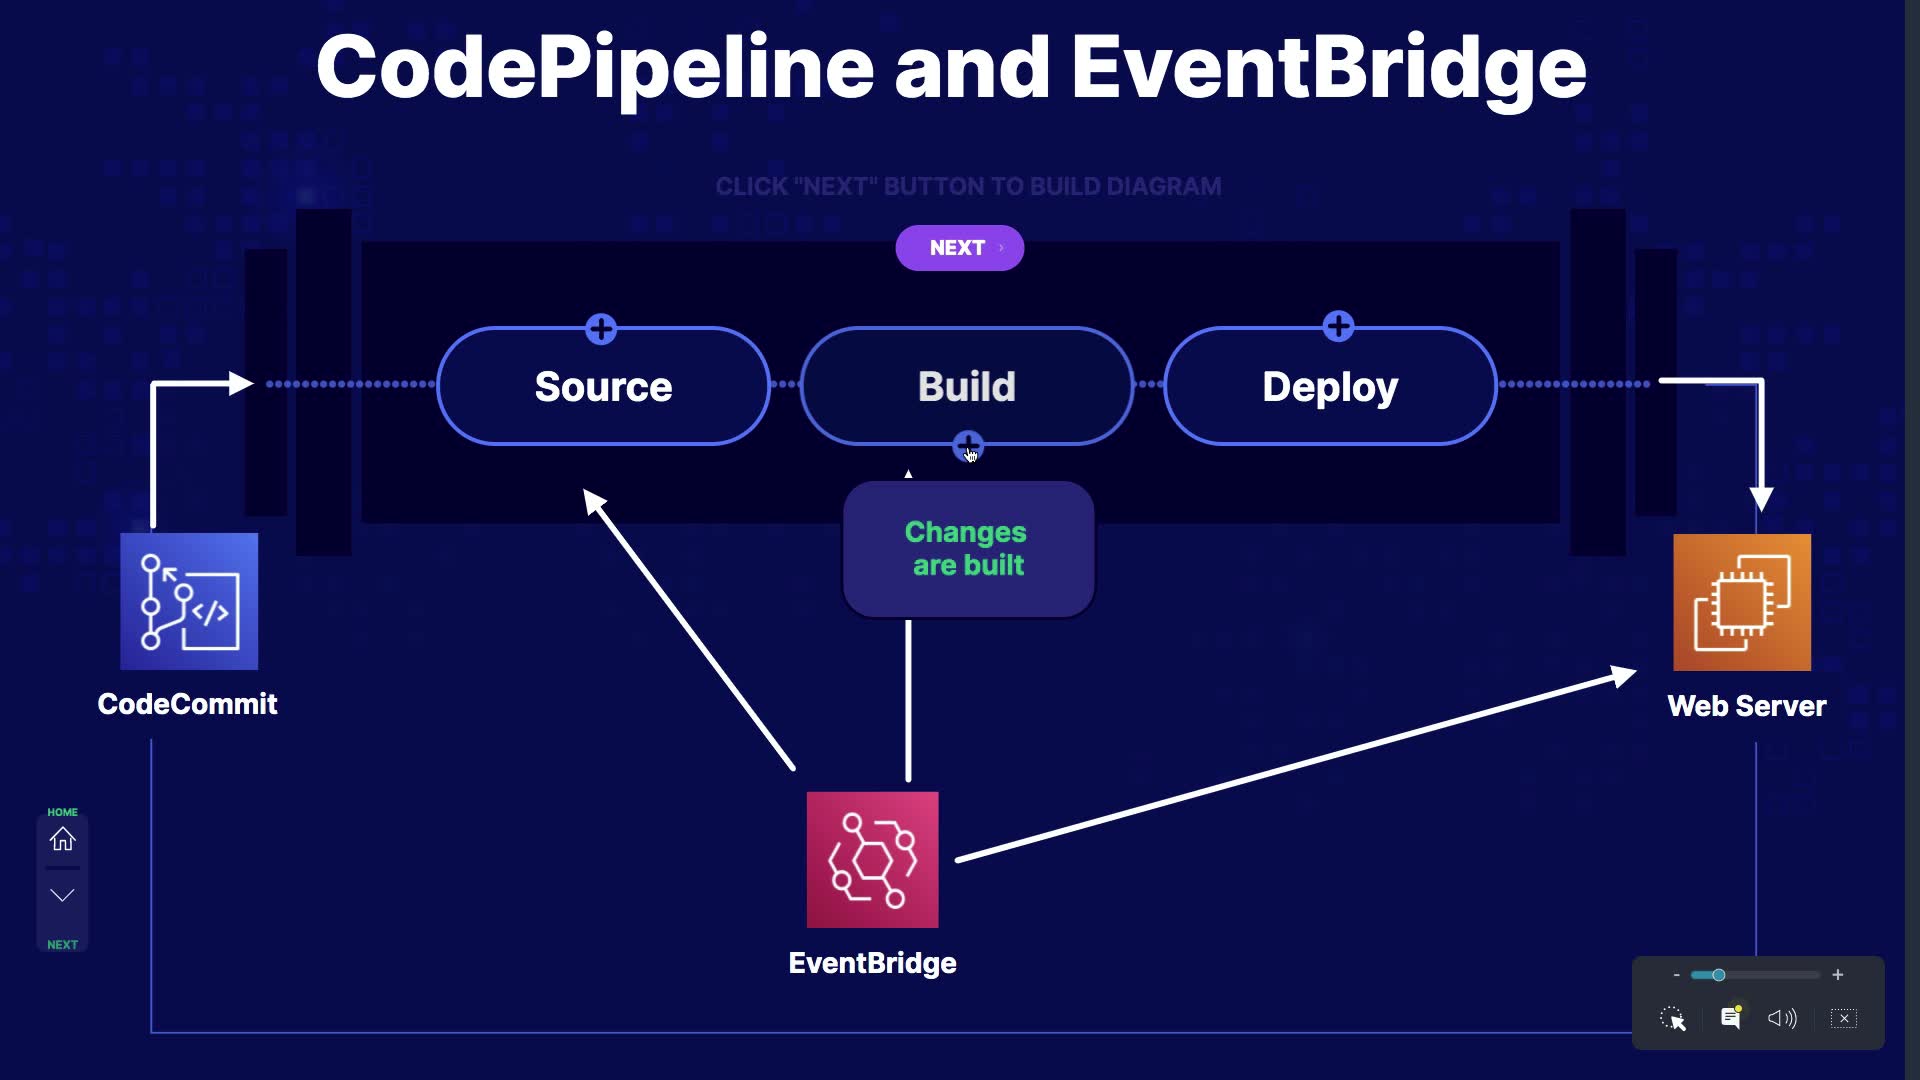 CodePipeline and EventBridge
CLICK "NEXT" BUTTON TO BUILD DIAGRAM
NEXT ›
Source
Build
Deploy
Changes
are built
</>
CodeCommit
Web Server
HOME
NEXT
EventBridge
- +